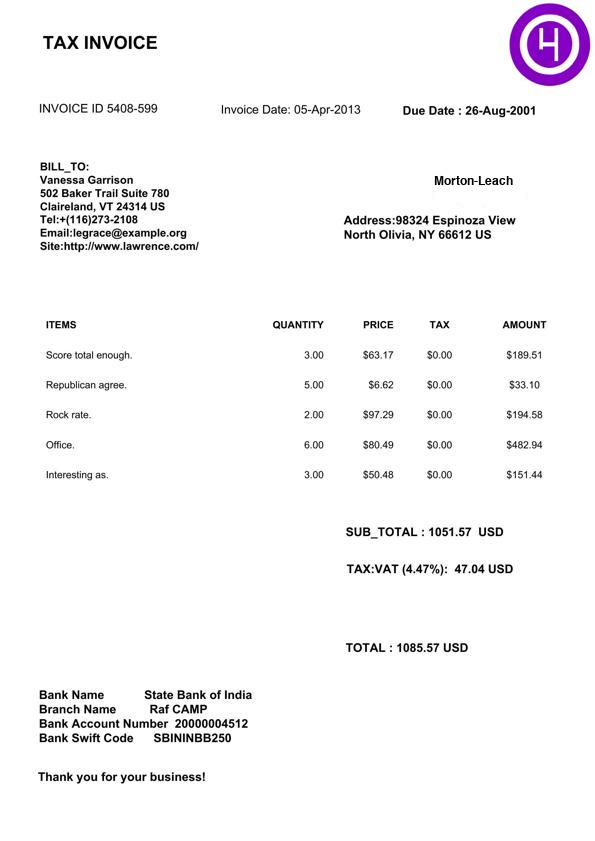 TAX INVOICE
INVOICE ID 5408-599 Invoice Date: 05-Apr-2013 Due Date : 26-Aug-2001
BILL_TO:
Vanessa Garrison
502 Baker Trail Suite 780
Claireland, VT 24314 US
Tel:+(116)273-2108
Email:legrace@example.org
Site:http://www.lawrence.com/
Morton-Leach
Address:98324 Espinoza View
North Olivia, NY 66612 US
ITEMS QUANTITY PRICE TAX AMOUNT
Score total enough. 3.00 $63.17 $0.00 $189.51
Republican agree. 5.00 $6.62 $0.00 $33.10
Rock rate. 2.00 $97.29 $0.00 $194.58
Office. 6.00 $80.49 $0.00 $482.94
Interesting as. 3.00 $50.48 $0.00 $151.44
SUB_TOTAL : 1051.57 USD
TAX:VAT (4.47%): 47.04 USD
TOTAL : 1085.57 USD
Bank Name State Bank of India
Branch Name Raf CAMP
Bank Account Number 20000004512
Bank Swift Code SBININBB250
Thank you for your business!